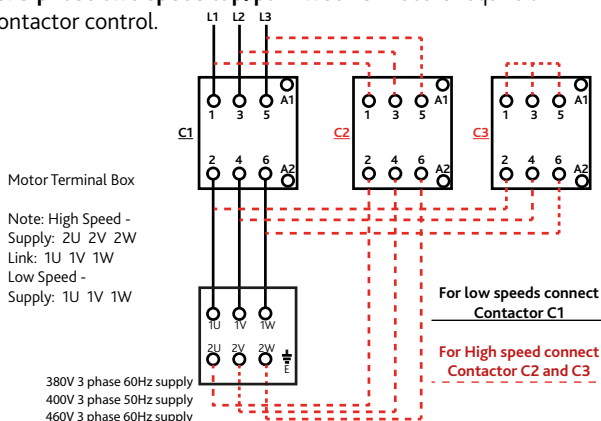 ontactor control.
L1 L2 L3
A1 A1 A1
1 3 5 1 3 5 1 3 5
C1 C2 C3
2 4 6 2 4 6 2 4 6
A2 A2 A2
Motor Terminal Box
Note: High Speed -
Supply: 2U 2V 2W
Link: 1U 1V 1W
Low Speed -
Supply: 1U 1V 1W
1U 1V 1W
2U 2V 2W
E
For low speeds connect
Contactor C1
For High speed connect
Contactor C2 and C3
380V 3 phase 60Hz supply
400V 3 phase 50Hz supply
460V 3 phase 60Hz supply